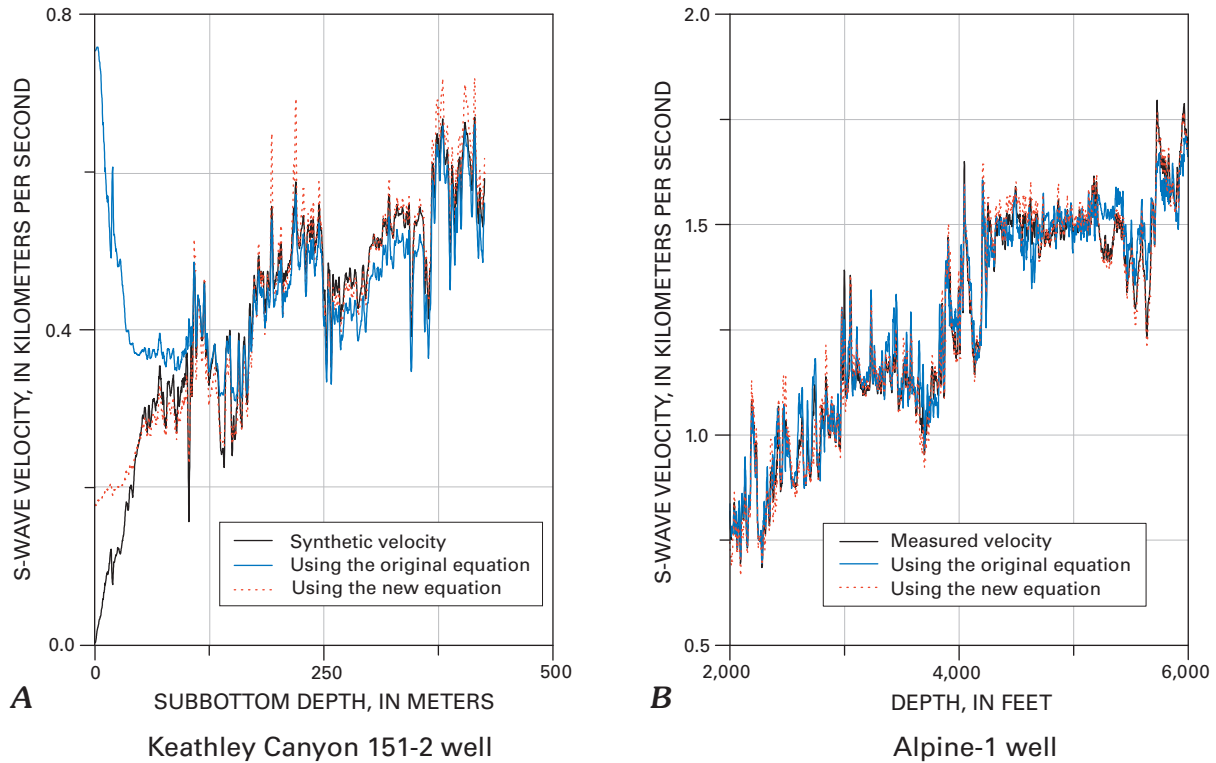 0.8
0.4
0.0
S-WAVE VELOCITY, IN KILOMETERS PER SECOND
Synthetic velocity
Using the original equation
Using the new equation
0
125
250
500
SUBBOTTOM DEPTH, IN METERS
A
Keathley Canyon 151-2 well
2.0
1.5
1.0
0.5
S-WAVE VELOCITY, IN KILOMETERS PER SECOND
Measured velocity
Using the original equation
Using the new equation
2,000
4,000
6,000
DEPTH, IN FEET
B
Alpine-1 well